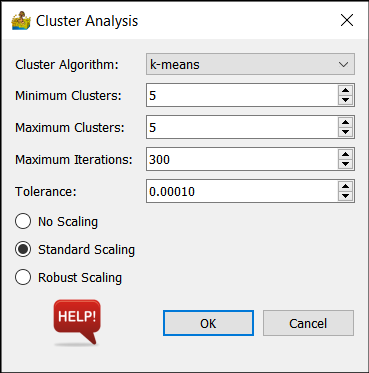 Cluster Analysis
Cluster Algorithm: k-means
Minimum Clusters: 5
Maximum Clusters: 5
Maximum Iterations: 300
Tolerance: 0.00010
No Scaling
Standard Scaling
Robust Scaling
HELP! OK Cancel